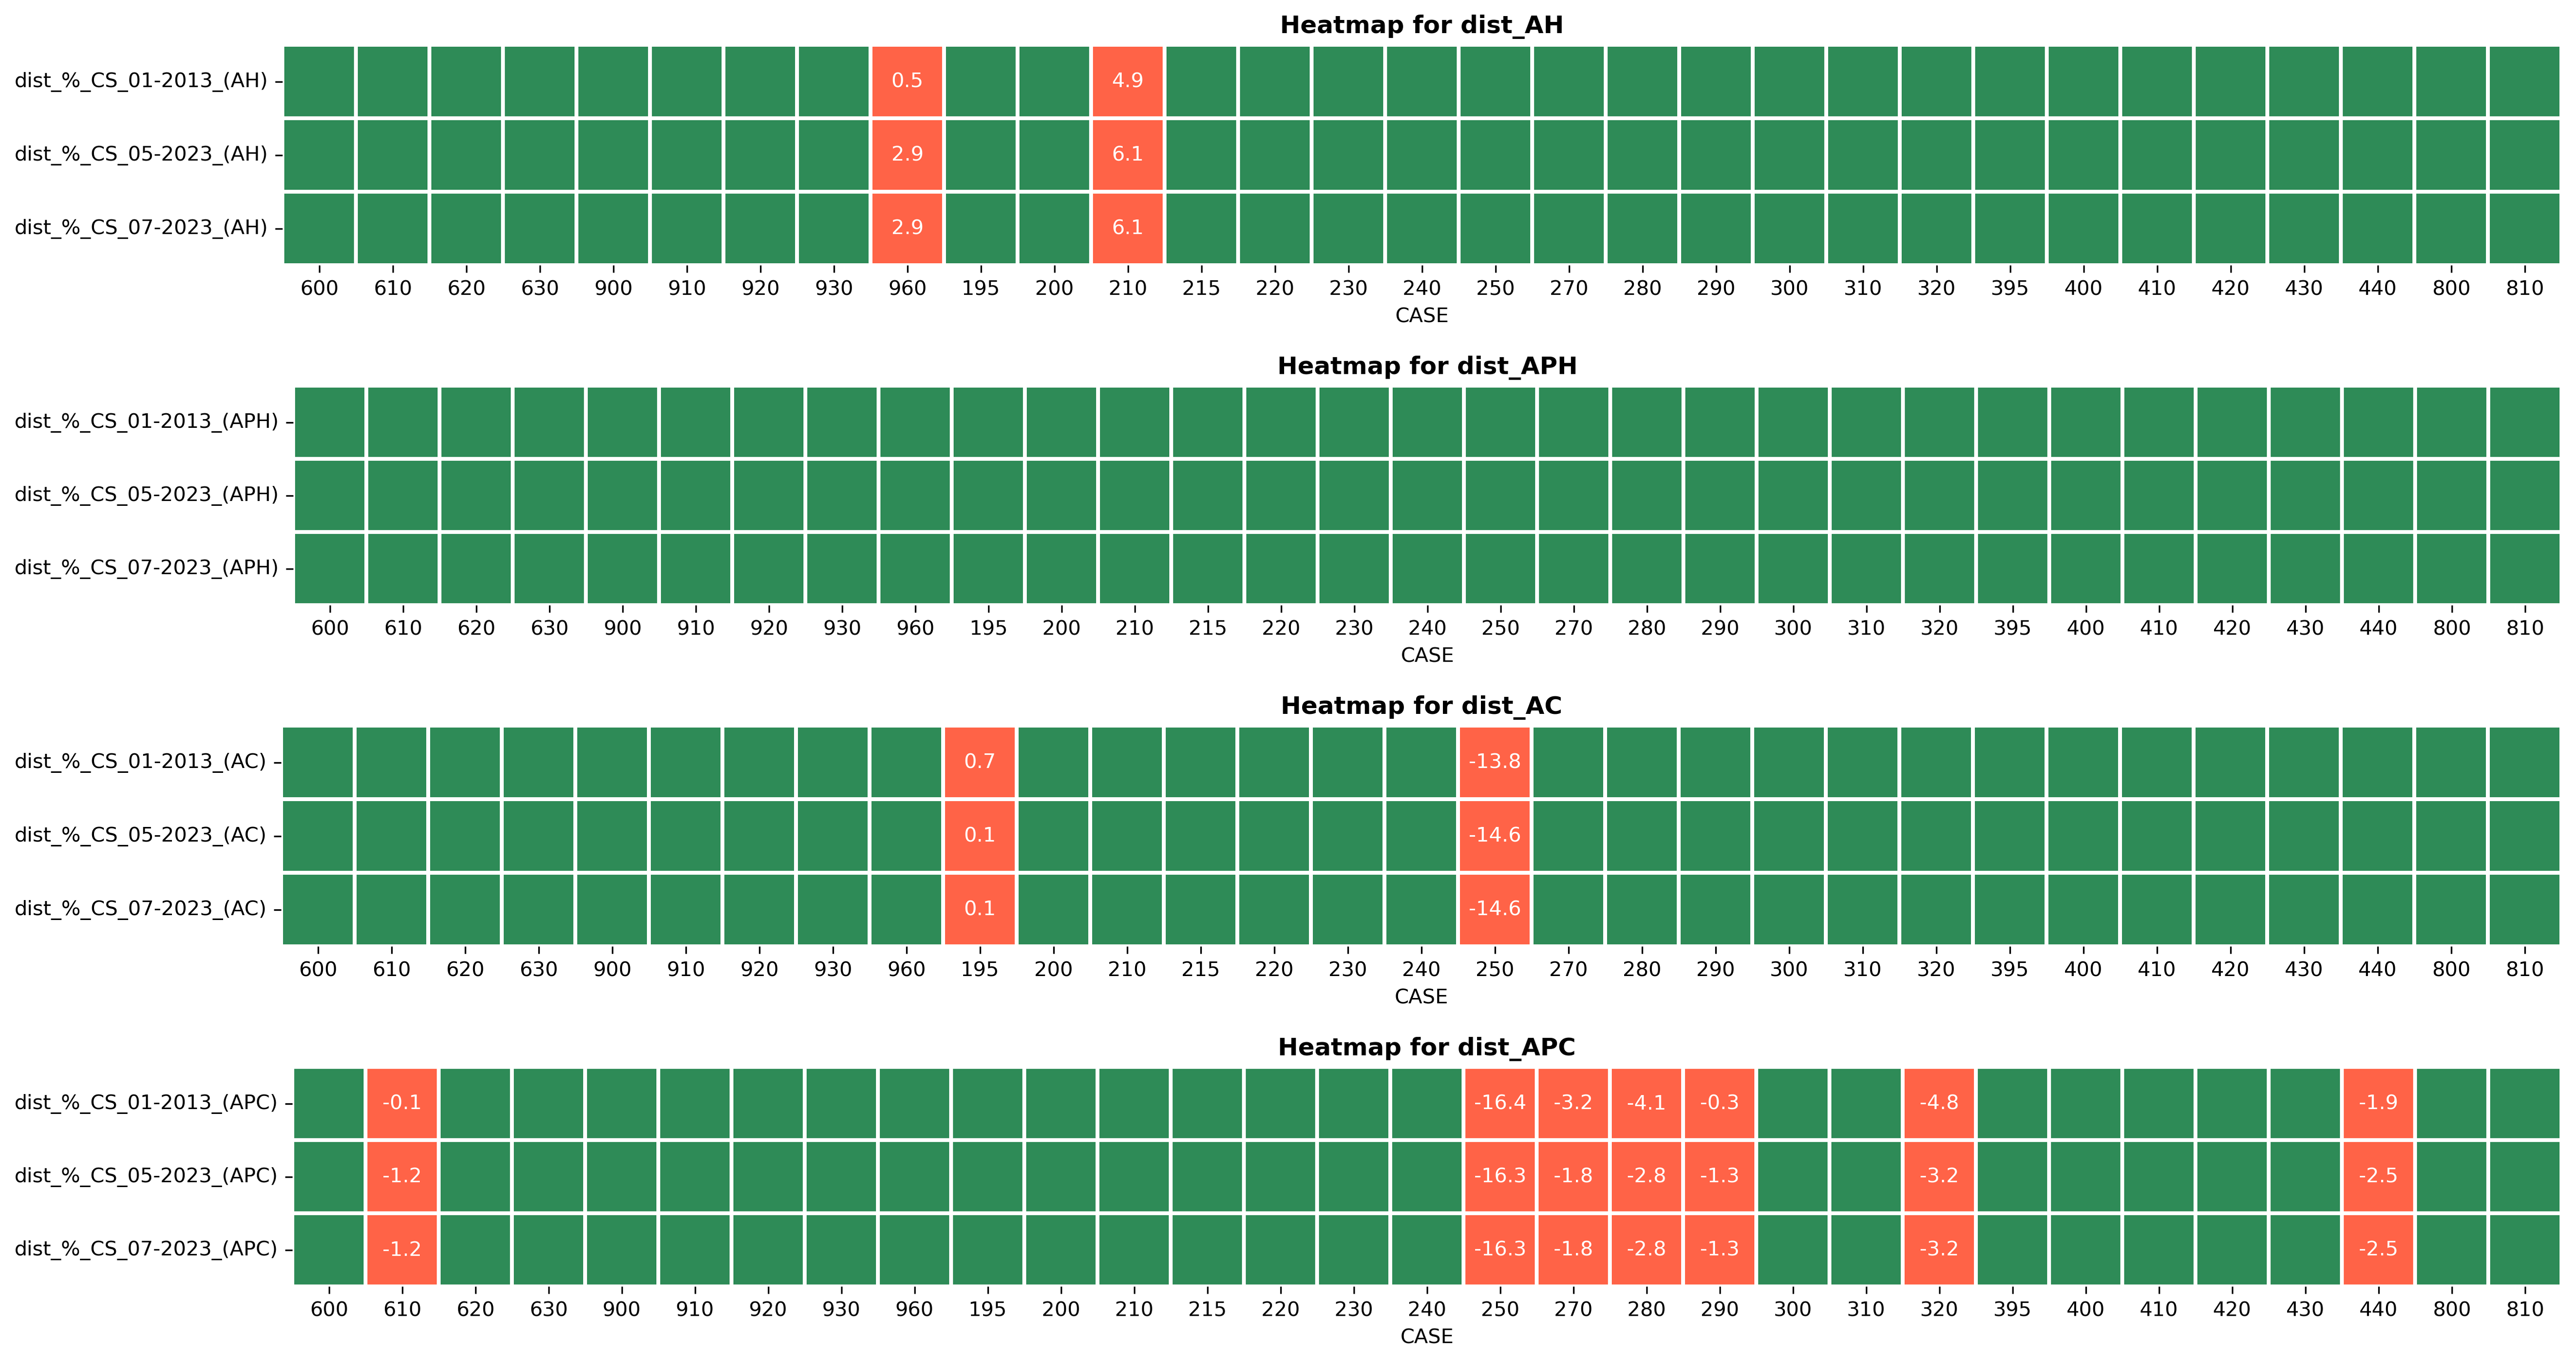 Heatmap for dist_AH
dist_%_CS_01-2013_(AH) 0.5 4.9
dist_%_CS_05-2023_(AH) 2.9 6.1
dist_%_CS_07-2023_(AH) 2.9 6.1
600 610 620 630 900 910 920 930 960 195 200 210 215 220 230 240 250 270 280 290 300 310 320 395 400 410 420 430 440 800 810
CASE
Heatmap for dist_APH
dist_%_CS_01-2013_(APH)
dist_%_CS_05-2023_(APH)
dist_%_CS_07-2023_(APH)
600 610 620 630 900 910 920 930 960 195 200 210 215 220 230 240 250 270 280 290 300 310 320 395 400 410 420 430 440 800 810
CASE
Heatmap for dist_AC
dist_%_CS_01-2013_(AC) 0.7 -13.8
dist_%_CS_05-2023_(AC) 0.1 -14.6
dist_%_CS_07-2023_(AC) 0.1 -14.6
600 610 620 630 900 910 920 930 960 195 200 210 215 220 230 240 250 270 280 290 300 310 320 395 400 410 420 430 440 800 810
CASE
Heatmap for dist_APC
dist_%_CS_01-2013_(APC) -0.1 -16.4 -3.2 -4.1 -0.3 -4.8 -1.9
dist_%_CS_05-2023_(APC) -1.2 -16.3 -1.8 -2.8 -1.3 -3.2 -2.5
dist_%_CS_07-2023_(APC) -1.2 -16.3 -1.8 -2.8 -1.3 -3.2 -2.5
600 610 620 630 900 910 920 930 960 195 200 210 215 220 230 240 250 270 280 290 300 310 320 395 400 410 420 430 440 800 810
CASE